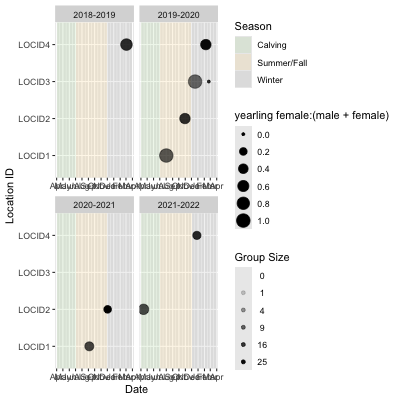 2018-2019 2019-2020
Season
Calving
Summer/Fall
Winter
LOCID4
LOCID3
LOCID2
LOCID1
yearling female:(male + female)
0.0
0.2
0.4
0.6
0.8
1.0
Location ID
2020-2021 2021-2022
LOCID4
LOCID3
LOCID2
LOCID1
Group Size
0
1
4
9
16
25
Date